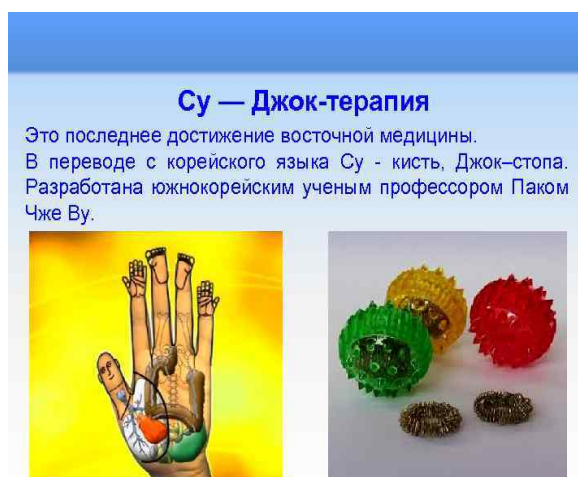 Су — Джок-терапия
Это последнее достижение восточной медицины.
В переводе с корейского языка Су - кисть, Джок–стопа.
Разработана южнокорейским ученым профессором Паком
Чже Ву.